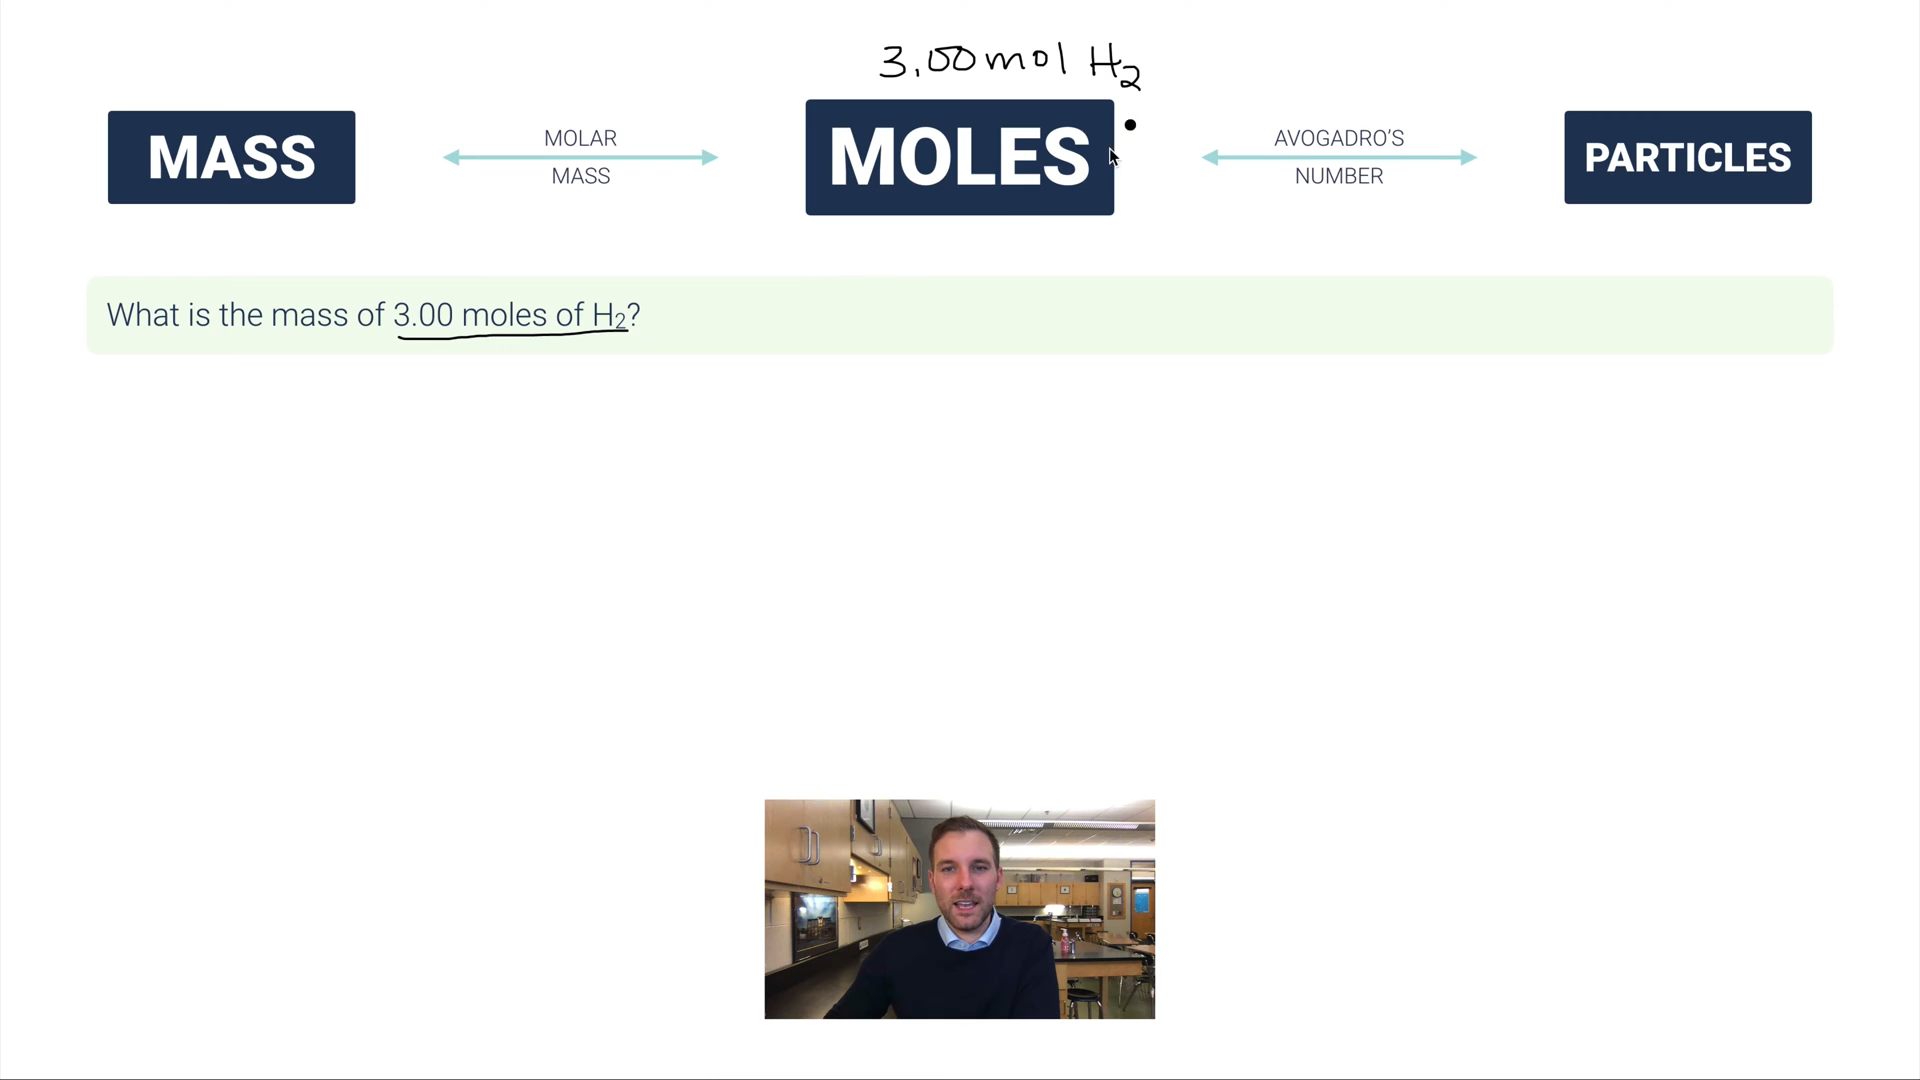 3.00 mol H₂
MASS
MOLAR
MASS
MOLES
AVOGADRO'S
NUMBER
PARTICLES
What is the mass of 3.00 moles of H₂?